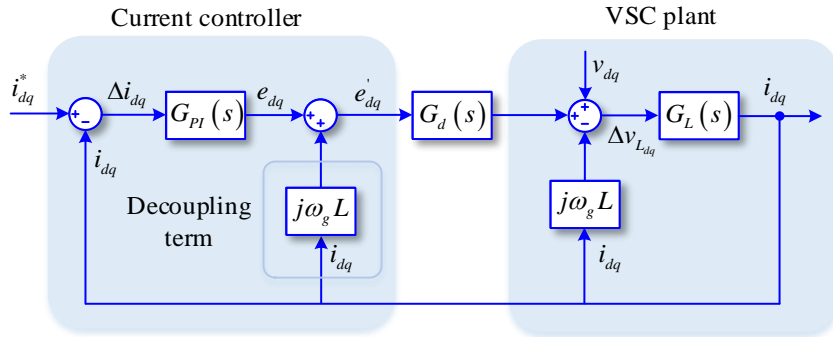 Current controller
VSC plant
i*dq
Δidq
GPI(s)
edq
e'dq
Gd(s)
vdq
ΔvLdq
GL(s)
idq
+
-
+
+
+
-
-
idq
Decoupling
term
jωgL
idq
jωgL
idq